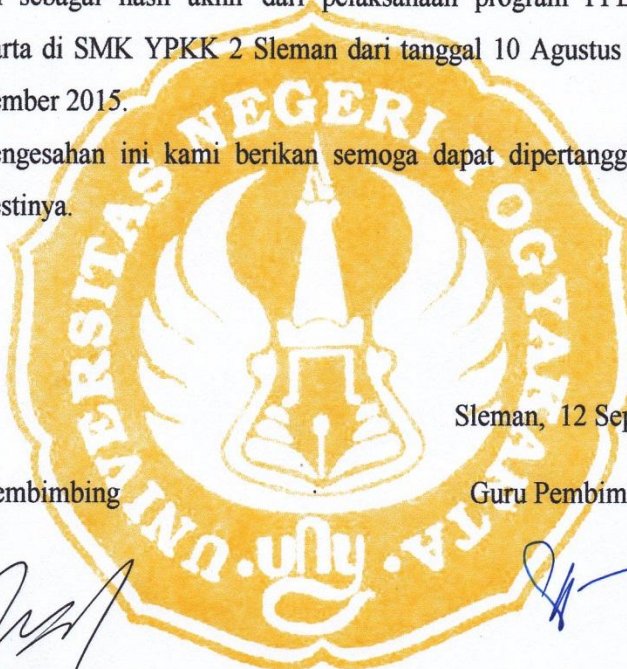 sebagai hasil akhir dari pelaksanaan program PPL
arta di SMK YPKK 2 Sleman dari tanggal 10 Agustus
ember 2015.
engesahan ini kami berikan semoga dapat dipertangg
estinya.
UNIVERSITAS NEGERI YOGYAKARTA
Sleman, 12 Sep
embimbing Guru Pembim
uny